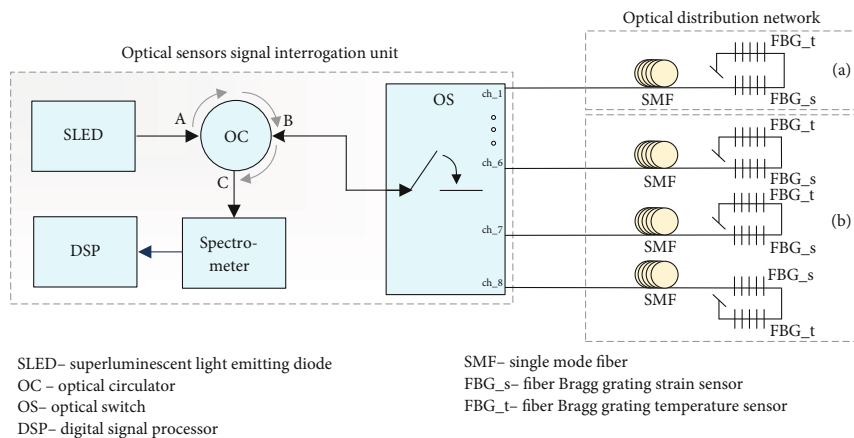 Optical distribution network
Optical sensors signal interrogation unit
FBG_t
(a)
SMF
FBG_s
SLED
A
OC
B
C
OS
ch_1
ch_6
ch_7
ch_8
FBG_t
SMF
FBG_s
FBG_t
(b)
SMF
FBG_s
FBG_s
SMF
FBG_t
DSP
Spectro-
meter
SLED– superluminescent light emitting diode
OC – optical circulator
OS– optical switch
DSP– digital signal processor
SMF– single mode fiber
FBG_s– fiber Bragg grating strain sensor
FBG_t– fiber Bragg grating temperature sensor